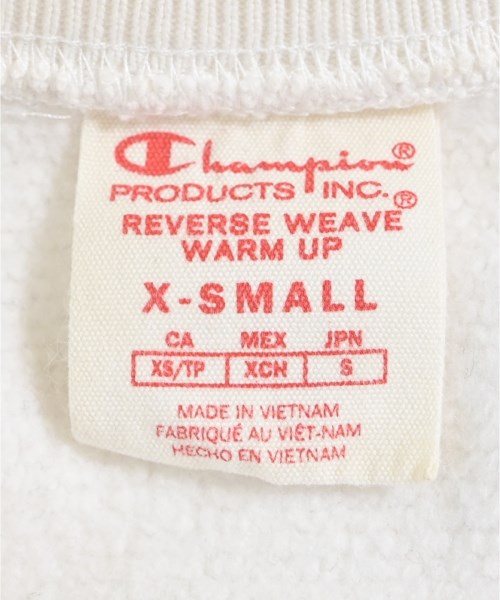 Champion®
PRODUCTS INC.®
REVERSE WEAVE
WARM UP
X-SMALL
CA MEX JPN
XS/TP XCH S
MADE IN VIETNAM
FABRIQUÉ AU VIÊT-NAM
HECHO EN VIETNAM